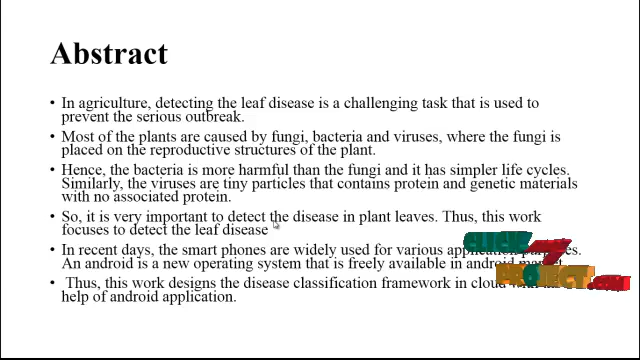 Abstract
• In agriculture, detecting the leaf disease is a challenging task that is used to
prevent the serious outbreak.
• Most of the plants are caused by fungi, bacteria and viruses, where the fungi is
placed on the reproductive structures of the plant.
• Hence, the bacteria is more harmful than the fungi and it has simpler life cycles.
Similarly, the viruses are tiny particles that contains protein and genetic materials
with no associated protein.
• So, it is very important to detect the disease in plant leaves. Thus, this work
focuses to detect the leaf disease
• In recent days, the smart phones are widely used for various application purposes.
An android is a new operating system that is freely available in android market.
• Thus, this work designs the disease classification framework in cloud with the
help of android application.
CLICK
MY
PROJECT.com